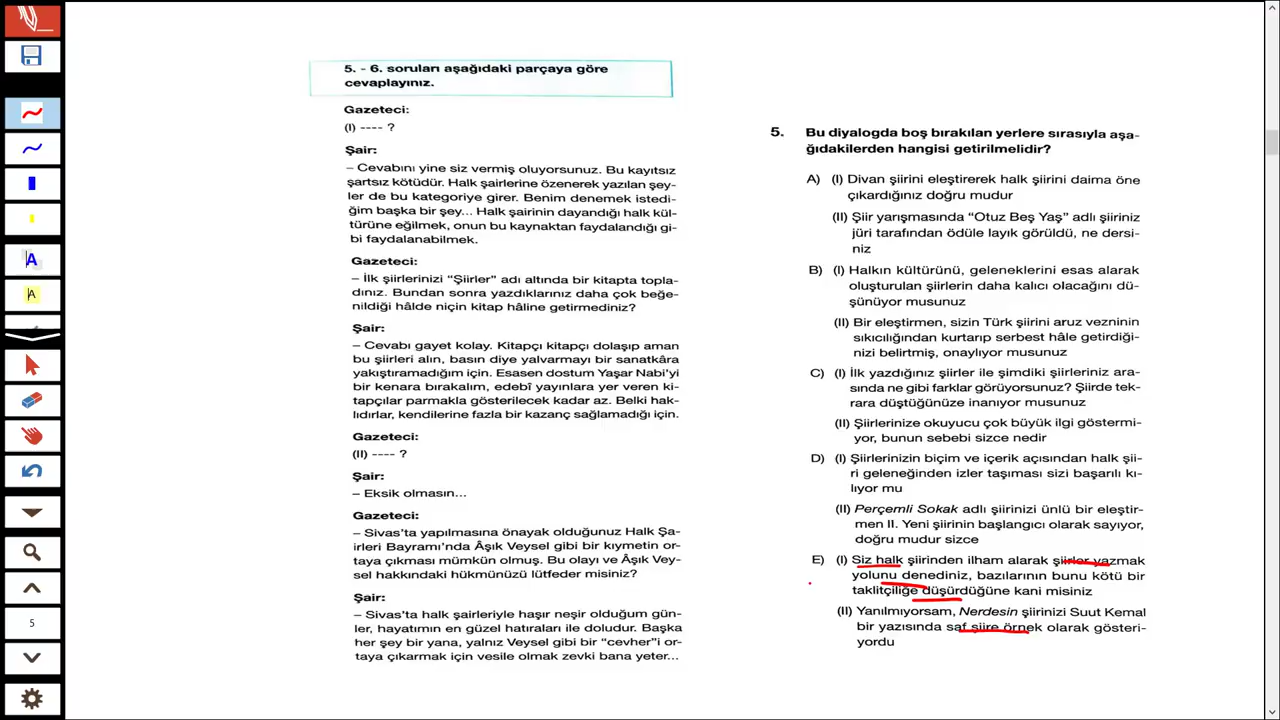 5. - 6. soruları aşağıdaki parçaya göre
cevaplayınız.
Gazeteci:
(I) ---- ?
Şair:
– Cevabını yine siz vermiş oluyorsunuz. Bu kayıtsız
şartsız kötüdür. Halk şairlerine özenerek yazılan şey-
ler de bu kategoriye girer. Benim denemek istedi-
ğim başka bir şey... Halk şairinin dayandığı halk kül-
türüne eğilmek, onun bu kaynaktan faydalandığı gi-
bi faydalanabilmek.
Gazeteci:
– İlk şiirlerinizi “Şiirler” adı altında bir kitapta topla-
dınız. Bundan sonra yazdıklarınız daha çok beğe-
nildiği hâlde niçin kitap hâline getirmediniz?
Şair:
– Cevabı gayet kolay. Kitapçı kitapçı dolaşıp aman
bu şiirleri alın, basın diye yalvarmayı bir sanatkâra
yakıştıramadığım için. Esasen dostum Yaşar Nabi’yi
bir kenara bırakalım, edebî yayınlara yer veren ki-
tapçılar parmakla gösterilecek kadar az. Belki hak-
lıdırlar, kendilerine fazla bir kazanç sağlamadığı için.
Gazeteci:
(II) ---- ?
Şair:
– Eksik olmasın...
Gazeteci:
– Sivas’ta yapılmasına önayak olduğunuz Halk Şa-
irleri Bayramı’nda Âşık Veysel gibi bir kıymetin or-
taya çıkması mümkün olmuş. Bu olayı ve Âşık Vey-
sel hakkındaki hükmünüzü lütfeder misiniz?
Şair:
– Sivas’ta halk şairleriyle haşır neşir olduğum gün-
ler, hayatımın en güzel hatıraları ile doludur. Başka
her şey bir yana, yalnız Veysel gibi bir “cevher”i or-
taya çıkarmak için vesile olmak zevki bana yeter...
5. Bu diyalogda boş bırakılan yerlere sırasıyla aşa-
ğıdakilerden hangisi getirilmelidir?
A) (I) Divan şiirini eleştirerek halk şiirini daima öne
çıkardığınız doğru mudur
(II) Şiir yarışmasında “Otuz Beş Yaş” adlı şiiriniz
jüri tarafından ödüle layık görüldü, ne dersi-
niz
B) (I) Halkın kültürünü, geleneklerini esas alarak
oluşturulan şiirlerin daha kalıcı olacağını dü-
şünüyor musunuz
(II) Bir eleştirmen, sizin Türk şiirini aruz vezninin
sıkıcılığından kurtarıp serbest hâle getirdiği-
nizi belirtmiş, onaylıyor musunuz
C) (I) İlk yazdığınız şiirler ile şimdiki şiirleriniz ara-
sında ne gibi farklar görüyorsunuz? Şiirde tek-
rara düştüğünüze inanıyor musunuz
(II) Şiirlerinize okuyucu çok büyük ilgi göstermi-
yor, bunun sebebi sizce nedir
D) (I) Şiirlerinizin biçim ve içerik açısından halk şii-
ri geleneğinden izler taşıması sizi başarılı kı-
lıyor mu
(II) Perçemli Sokak adlı şiirinizi ünlü bir eleştir-
men II. Yeni şiirinin başlangıcı olarak sayıyor,
doğru mudur sizce
E) (I) Siz halk şiirinden ilham alarak şiirler yazmak
yolunu denediniz, bazılarının bunu kötü bir
taklitçiliğe düşürdüğüne kani misiniz
(II) Yanılmıyorsam, Nerdesin şiirinizi Suut Kemal
bir yazısında saf şiire örnek olarak gösteri-
yordu
A
A
5